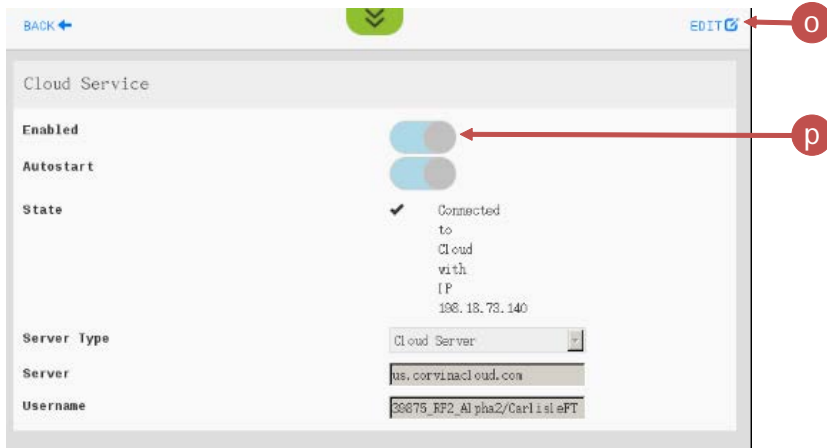 BACK
EDIT
o
Cloud Service
Enabled
p
Autostart
State
Connected
to
Cloud
with
IP
198.18.73.140
Server Type
Cloud Server
Server
us.corvinacloud.com
Username
39875_RF2_Alpha2/CarlisleFT